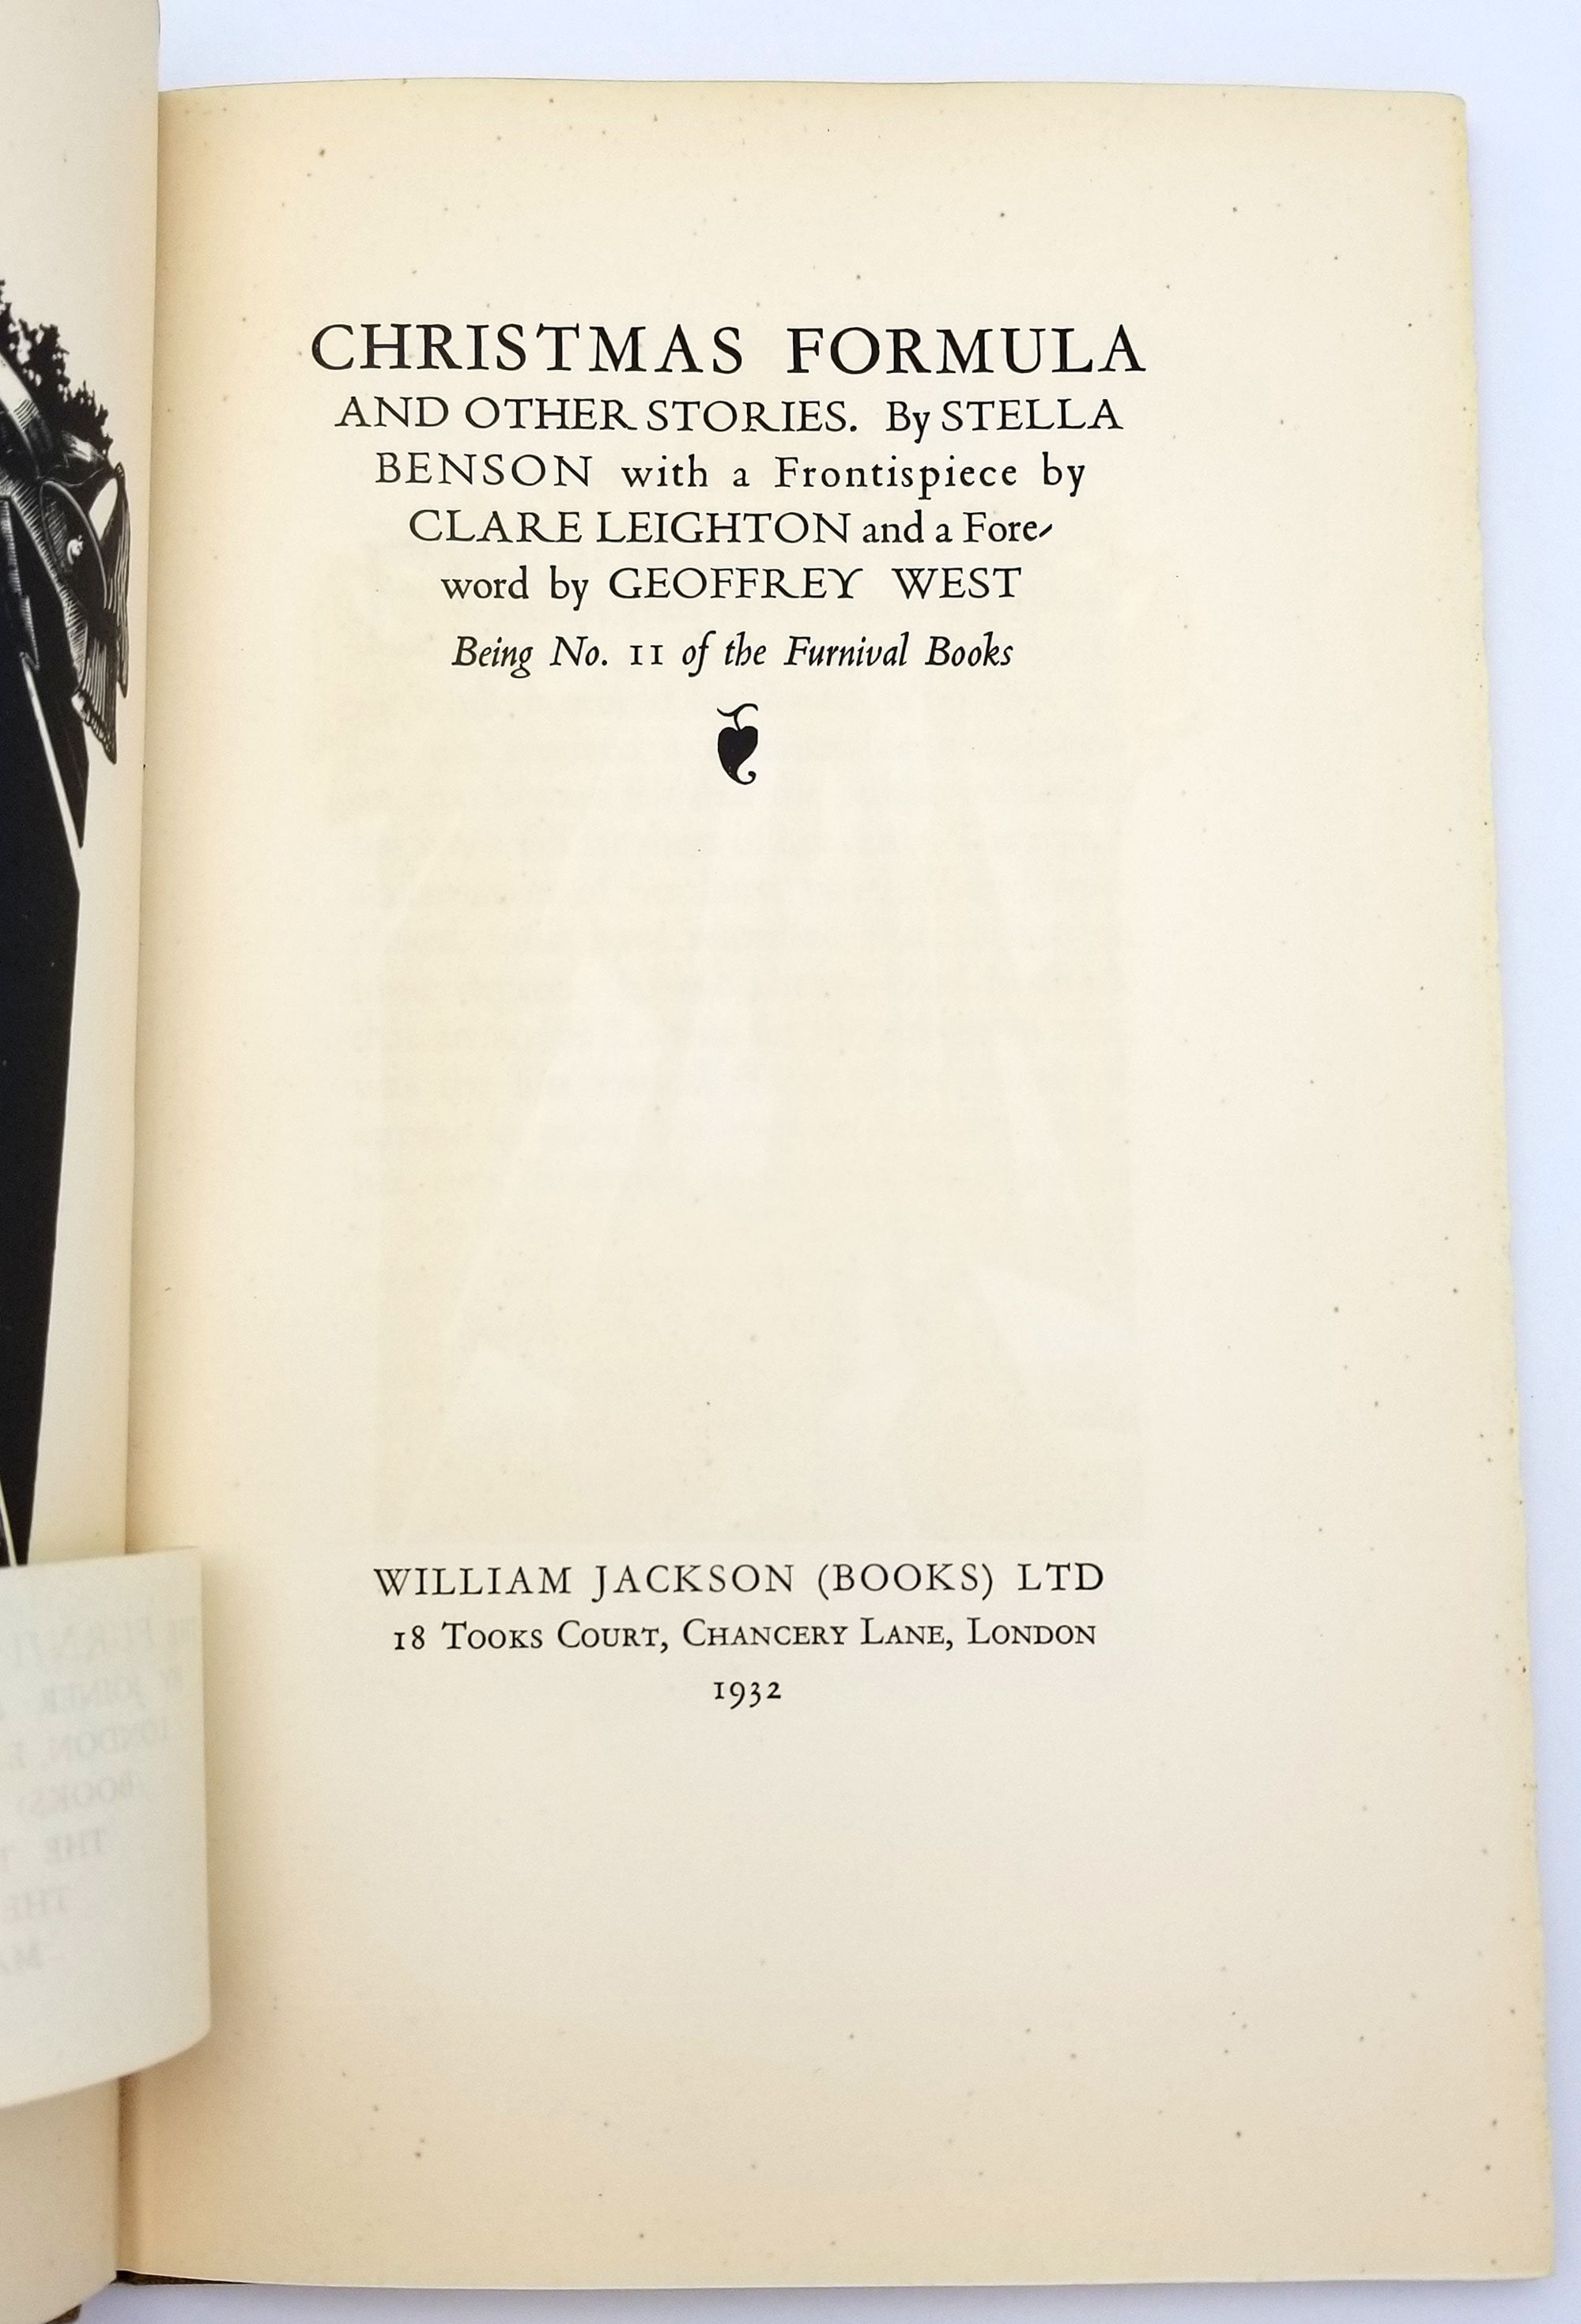 CHRISTMAS FORMULA
AND OTHER STORIES. By STELLA
BENSON with a Frontispiece by
CLARE LEIGHTON and a Fore-
word by GEOFFREY WEST
Being No. 11 of the Furnival Books
WILLIAM JACKSON (BOOKS) LTD
18 TOOKS COURT, CHANCERY LANE, LONDON
1932